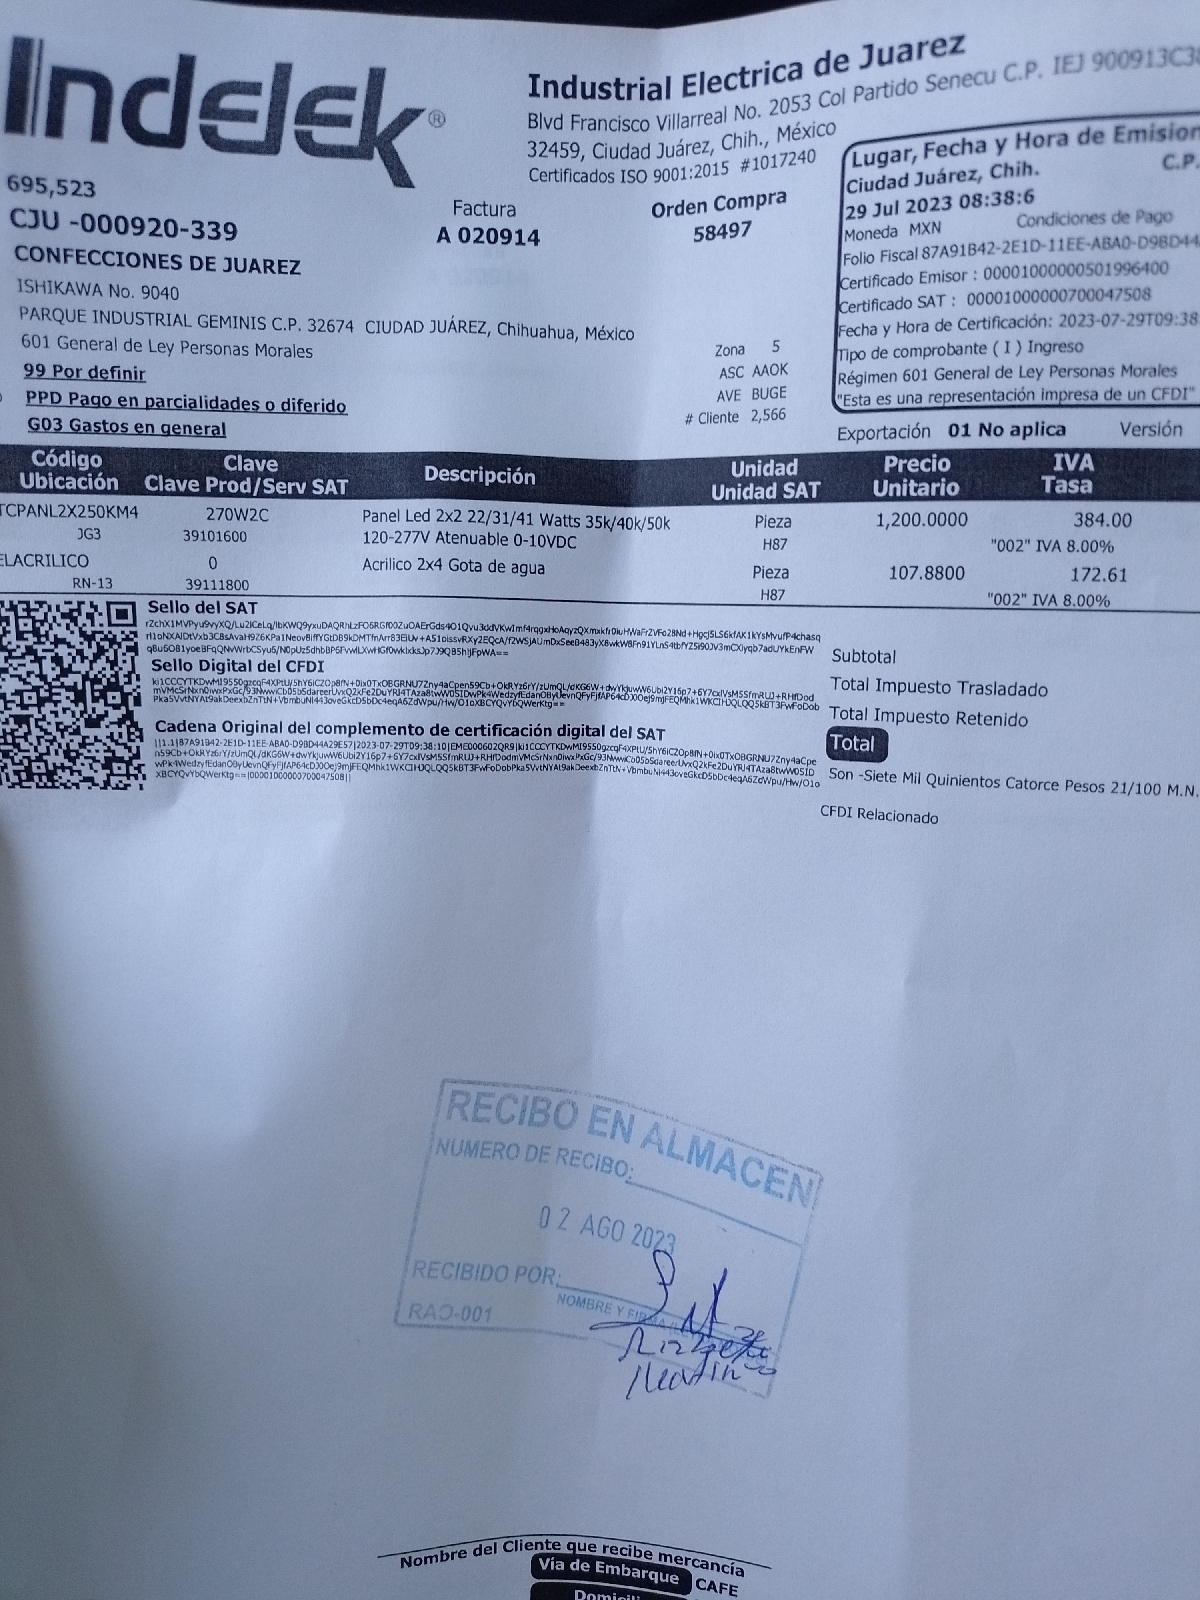 Indelek®
Industrial Electrica de Juarez
Blvd Francisco Villarreal No. 2053 Col Partido Senecu C.P. IEJ 900913C38
32459, Ciudad Juárez, Chih., México
Certificados ISO 9001:2015 #1017240
695,523
CJU -000920-339
Factura
A 020914
Orden Compra
58497
Lugar, Fecha y Hora de Emision
Ciudad Juárez, Chih. C.P.
29 Jul 2023 08:38:6
Moneda MXN Condiciones de Pago
Folio Fiscal 87A91B42-2E1D-11EE-ABA0-D9BD44
Certificado Emisor : 00001000000501996400
Certificado SAT : 00001000000700047508
Fecha y Hora de Certificación: 2023-07-29T09:38
Tipo de comprobante ( I ) Ingreso
Régimen 601 General de Ley Personas Morales
"Esta es una representación impresa de un CFDI"
CONFECCIONES DE JUAREZ
ISHIKAWA No. 9040
PARQUE INDUSTRIAL GEMINIS C.P. 32674 CIUDAD JUÁREZ, Chihuahua, México
601 General de Ley Personas Morales
99 Por definir
PPD Pago en parcialidades o diferido
G03 Gastos en general
Zona 5
ASC AAOK
AVE BUGE
# Cliente 2,566
Exportación 01 No aplica Versión
Código Clave Descripción Unidad Precio IVA
Ubicación Clave Prod/Serv SAT Unidad SAT Unitario Tasa
TCPANL2X250KM4 270W2C Panel Led 2x2 22/31/41 Watts 35k/40k/50k Pieza 1,200.0000 384.00
JG3 39101600 120-277V Atenuable 0-10VDC H87 "002" IVA 8.00%
ELACRILICO 0 Acrilico 2x4 Gota de agua Pieza 107.8800 172.61
RN-13 39111800 H87 "002" IVA 8.00%
Sello del SAT
Sello Digital del CFDI
Cadena Original del complemento de certificación digital del SAT
Subtotal
Total Impuesto Trasladado
Total Impuesto Retenido
Total
Son -Siete Mil Quinientos Catorce Pesos 21/100 M.N.
CFDI Relacionado
RECIBO EN ALMACEN
NUMERO DE RECIBO:
02 AGO 2023
RECIBIDO POR:
NOMBRE Y
RAO-001
Nombre del Cliente que recibe mercancía
Vía de Embarque CAFE